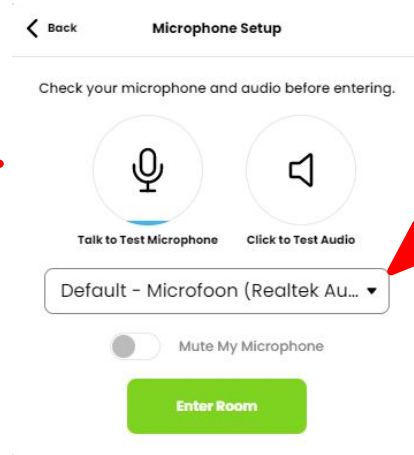 Back
Microphone Setup
Check your microphone and audio before entering.
Talk to Test Microphone
Click to Test Audio
Default - Microfoon (Realtek Au...
Mute My Microphone
Enter Room